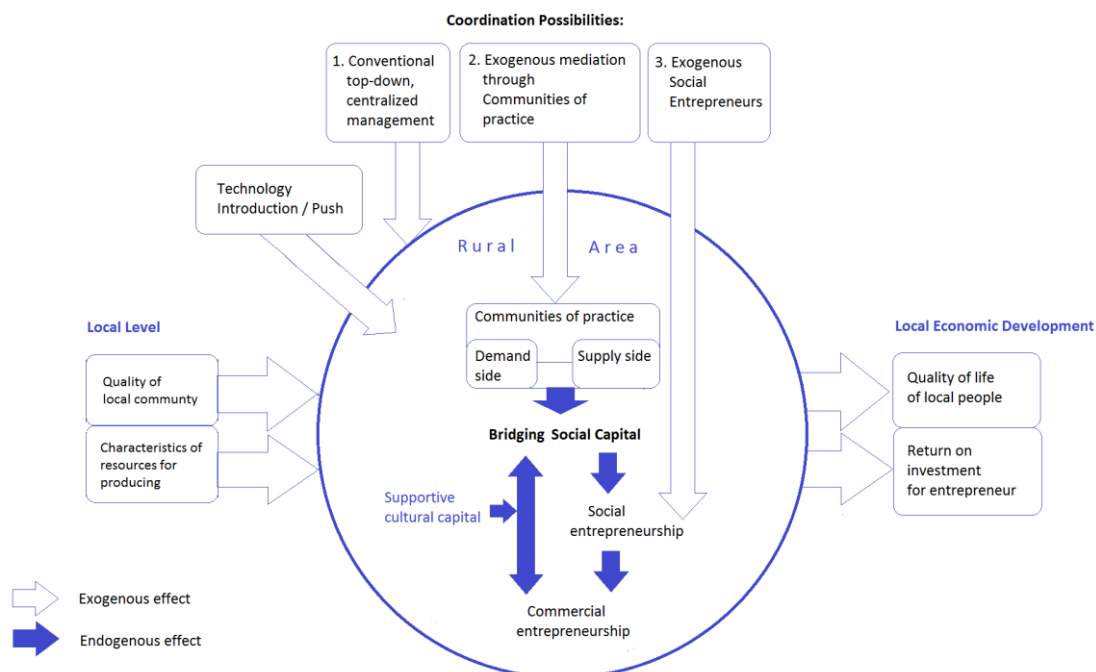 Coordination Possibilities:
1. Conventional
top-down,
centralized
management
2. Exogenous mediation
through
Communities of
practice
3. Exogenous
Social
Entrepreneurs
Technology
Introduction / Push
Rural Area
Local Level
Quality of
local communty
Characteristics of
resources for
producing
Communities of practice
Demand
side
Supply side
Bridging Social Capital
Supportive
cultural capital
Social
entrepreneurship
Commercial
entrepreneurship
Local Economic Development
Quality of life
of local people
Return on
investment
for entrepreneur
Exogenous effect
Endogenous effect